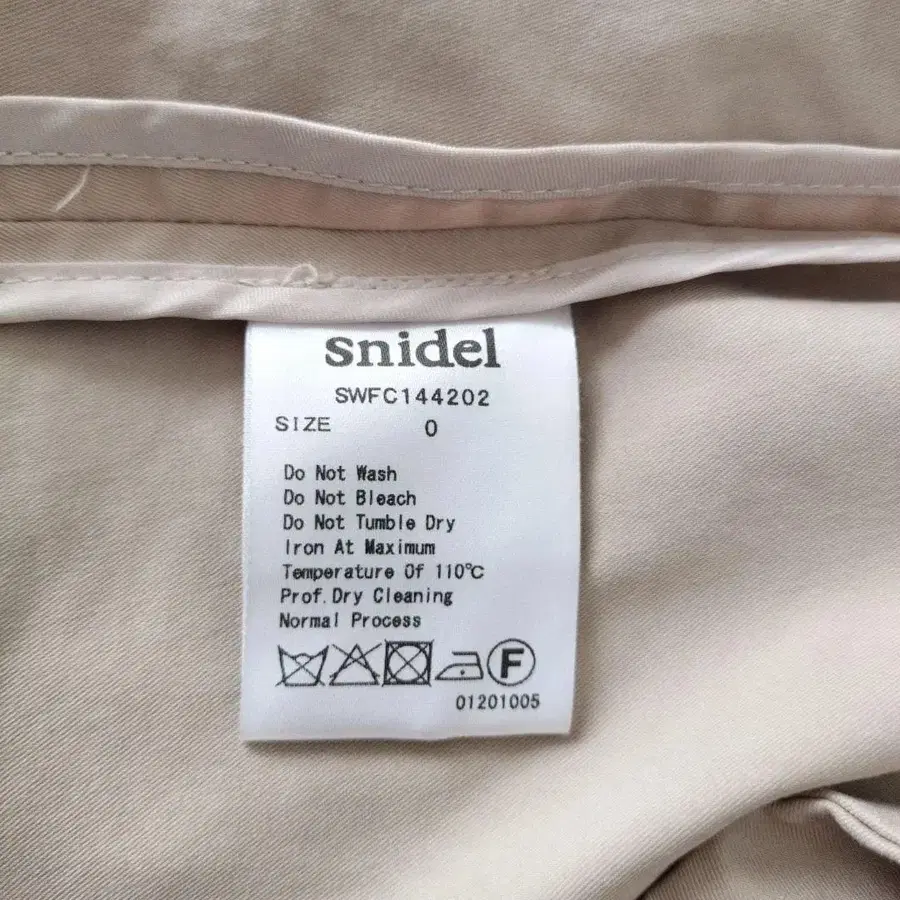 snidel
SWFC144202
SIZE 0
Do Not Wash
Do Not Bleach
Do Not Tumble Dry
Iron At Maximum
Temperature Of 110℃
Prof.Dry Cleaning
Normal Process
F
01201005